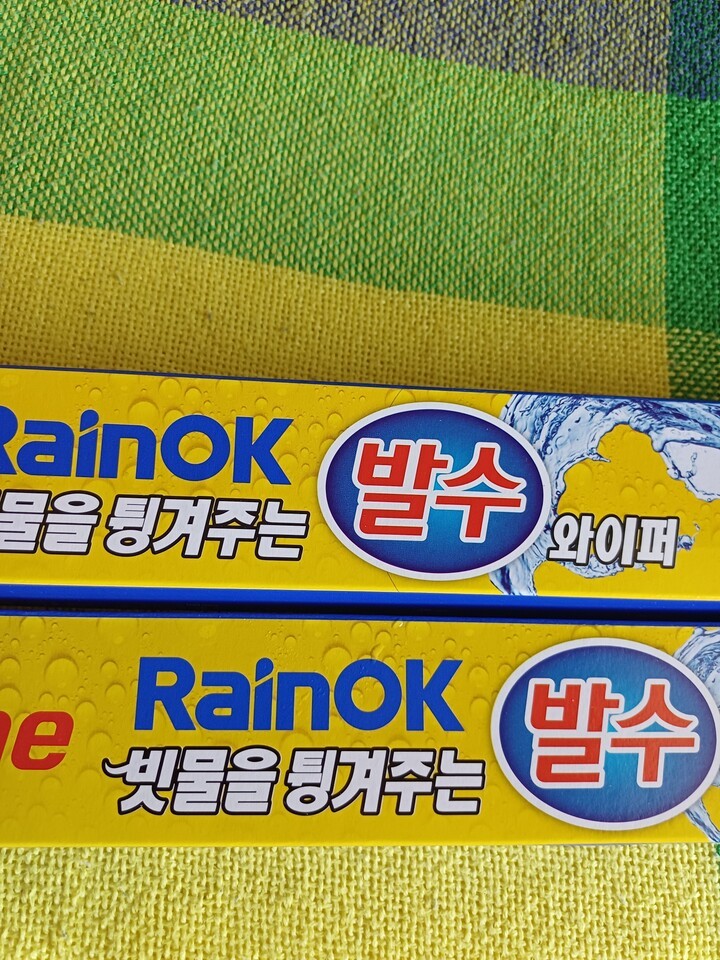 RainOK
물을 튕겨주는
발수
와이퍼
ne
RainOK
빗물을 튕겨주는
발수